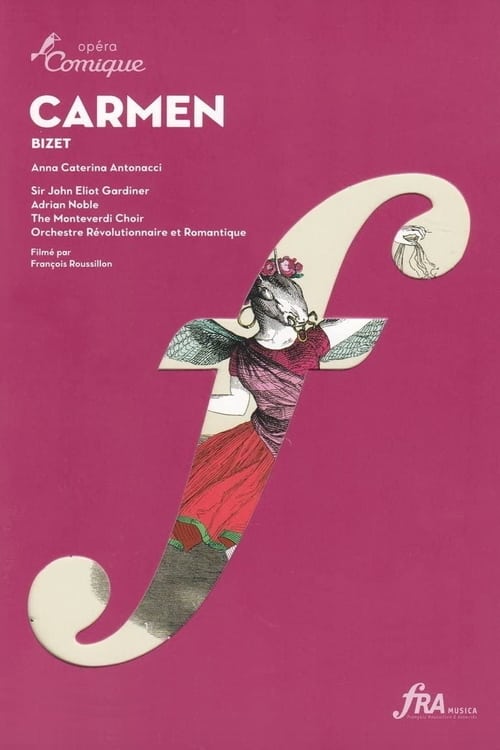 opéra
Comique
CARMEN
BIZET
Anna Caterina Antonacci
Sir John Eliot Gardiner
Adrian Noble
The Monteverdi Choir
Orchestre Révolutionnaire et Romantique
Filmé par
François Roussillon
fRA MUSICA